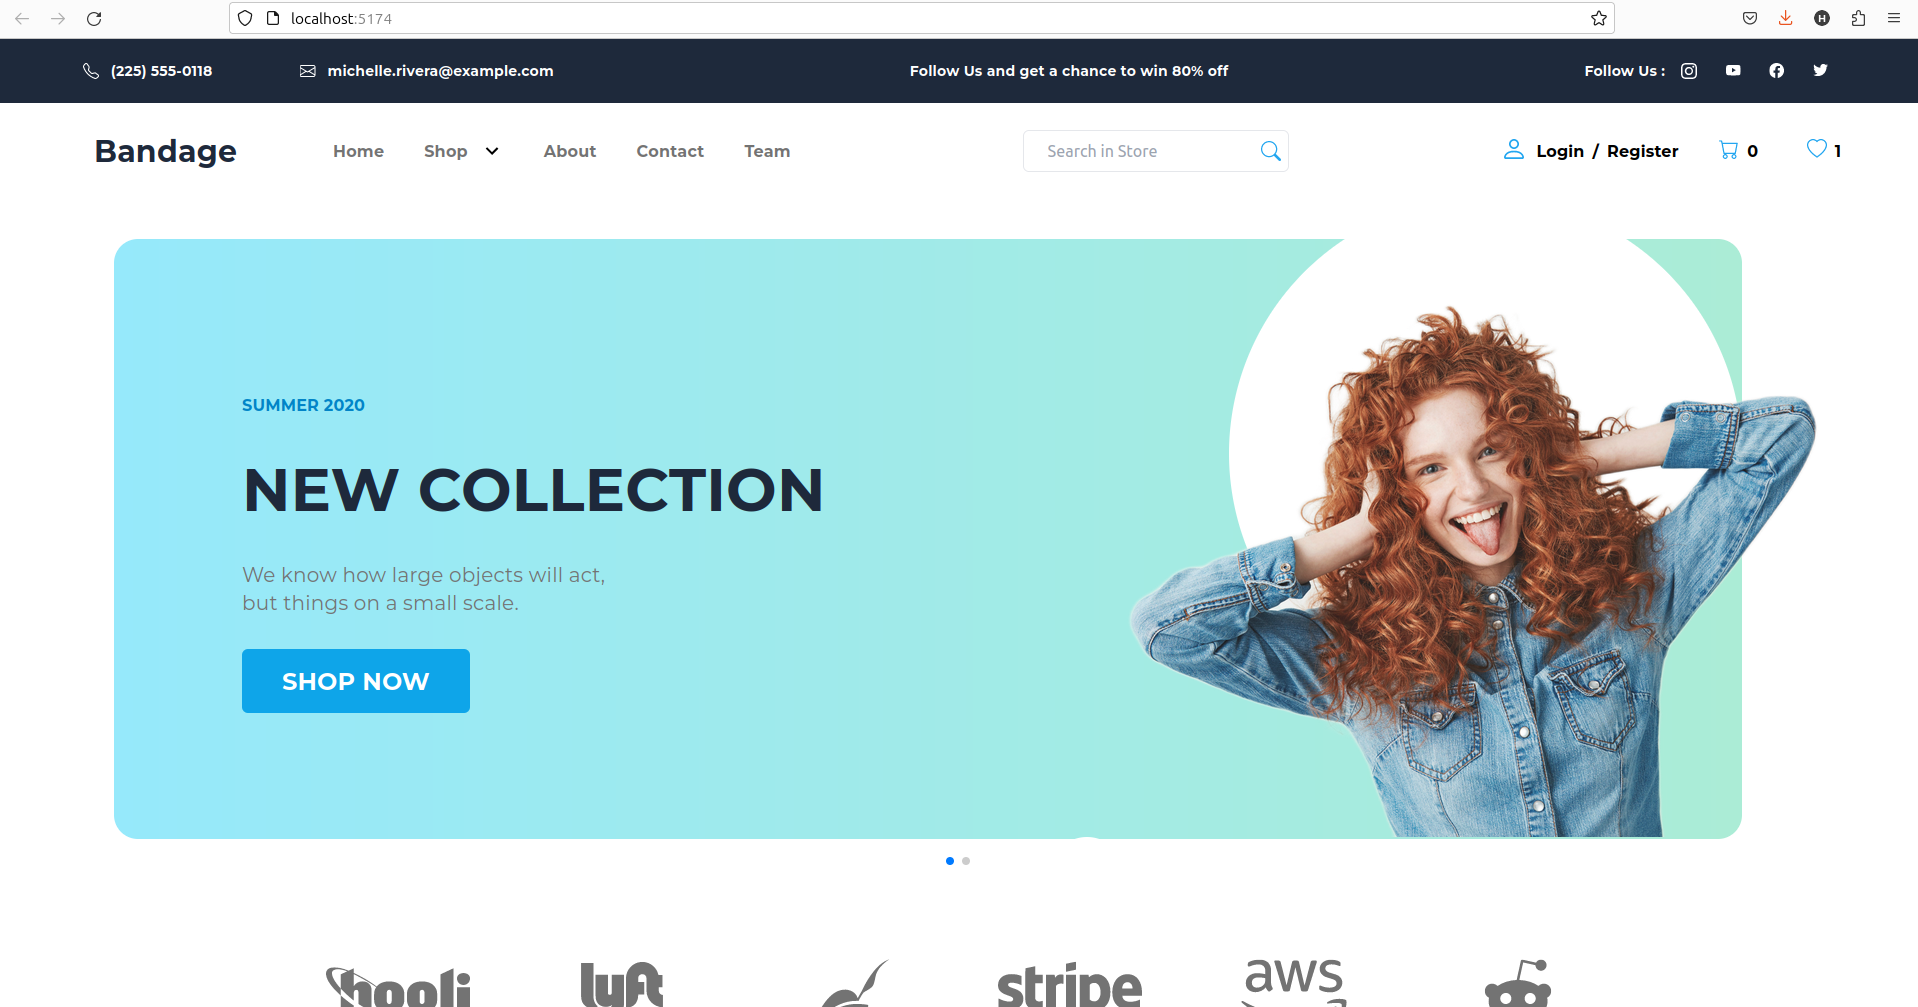 localhost:5174
(225) 555-0118
michelle.rivera@example.com
Follow Us and get a chance to win 80% off
Follow Us :
Bandage
Home
Shop
About
Contact
Team
Search in Store
Login / Register
0
1
SUMMER 2020
NEW COLLECTION
We know how large objects will act,
but things on a small scale.
SHOP NOW
hooli
lyft
stripe
aws